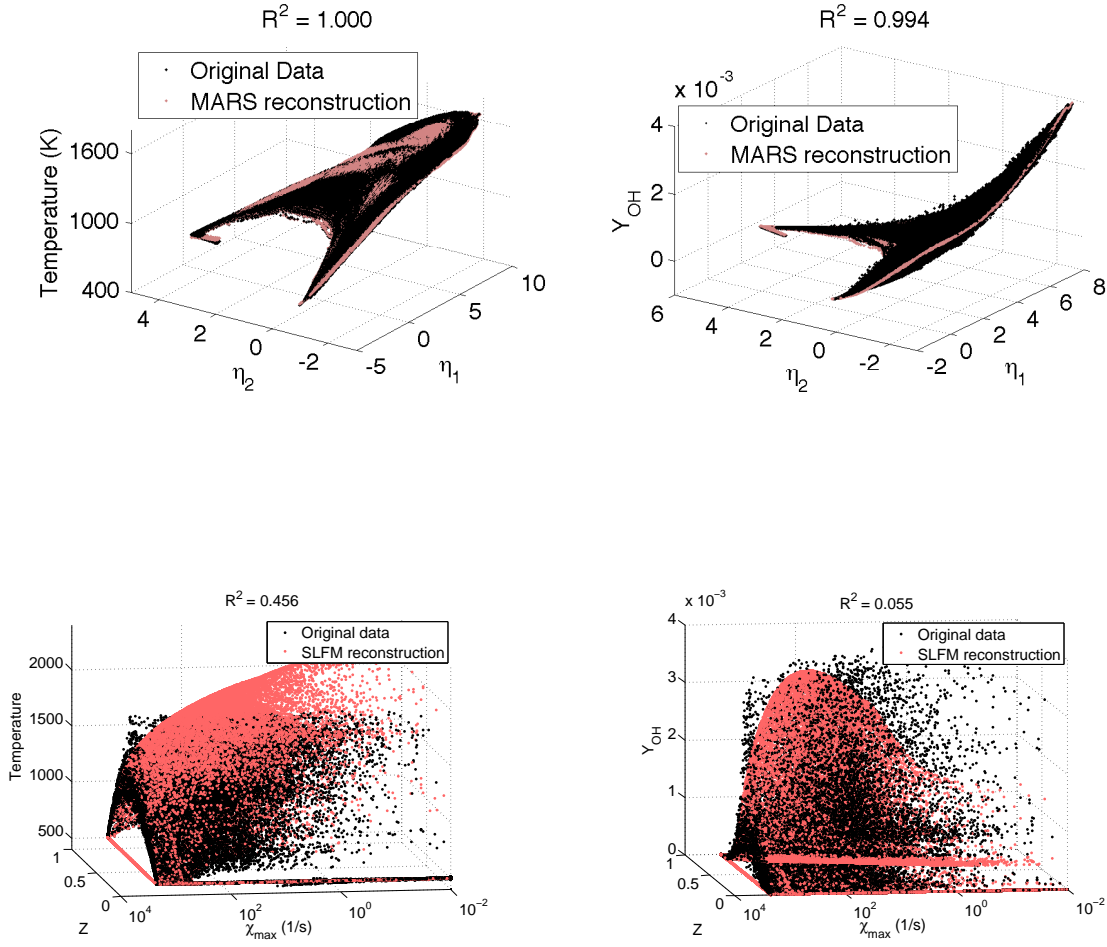 R² = 1.000
Original Data
MARS reconstruction
Temperature (K)
1600
1000
400
4
2
0
-2
η₂
-5
0
5
10
η₁
R² = 0.994
x 10⁻³
Original Data
MARS reconstruction
Y_OH
4
2
0
6
4
2
0
-2
η₂
-2
0
2
4
6
8
η₁
R² = 0.456
Original data
SLFM reconstruction
Temperature
2000
1500
1000
500
1
0.5
0
Z
10⁴
10²
10⁰
10⁻²
χ_max (1/s)
R² = 0.055
x 10⁻³
Original data
SLFM reconstruction
Y_OH
4
3
2
1
0
1
0.5
0
Z
10⁴
10²
10⁰
10⁻²
χ_max (1/s)